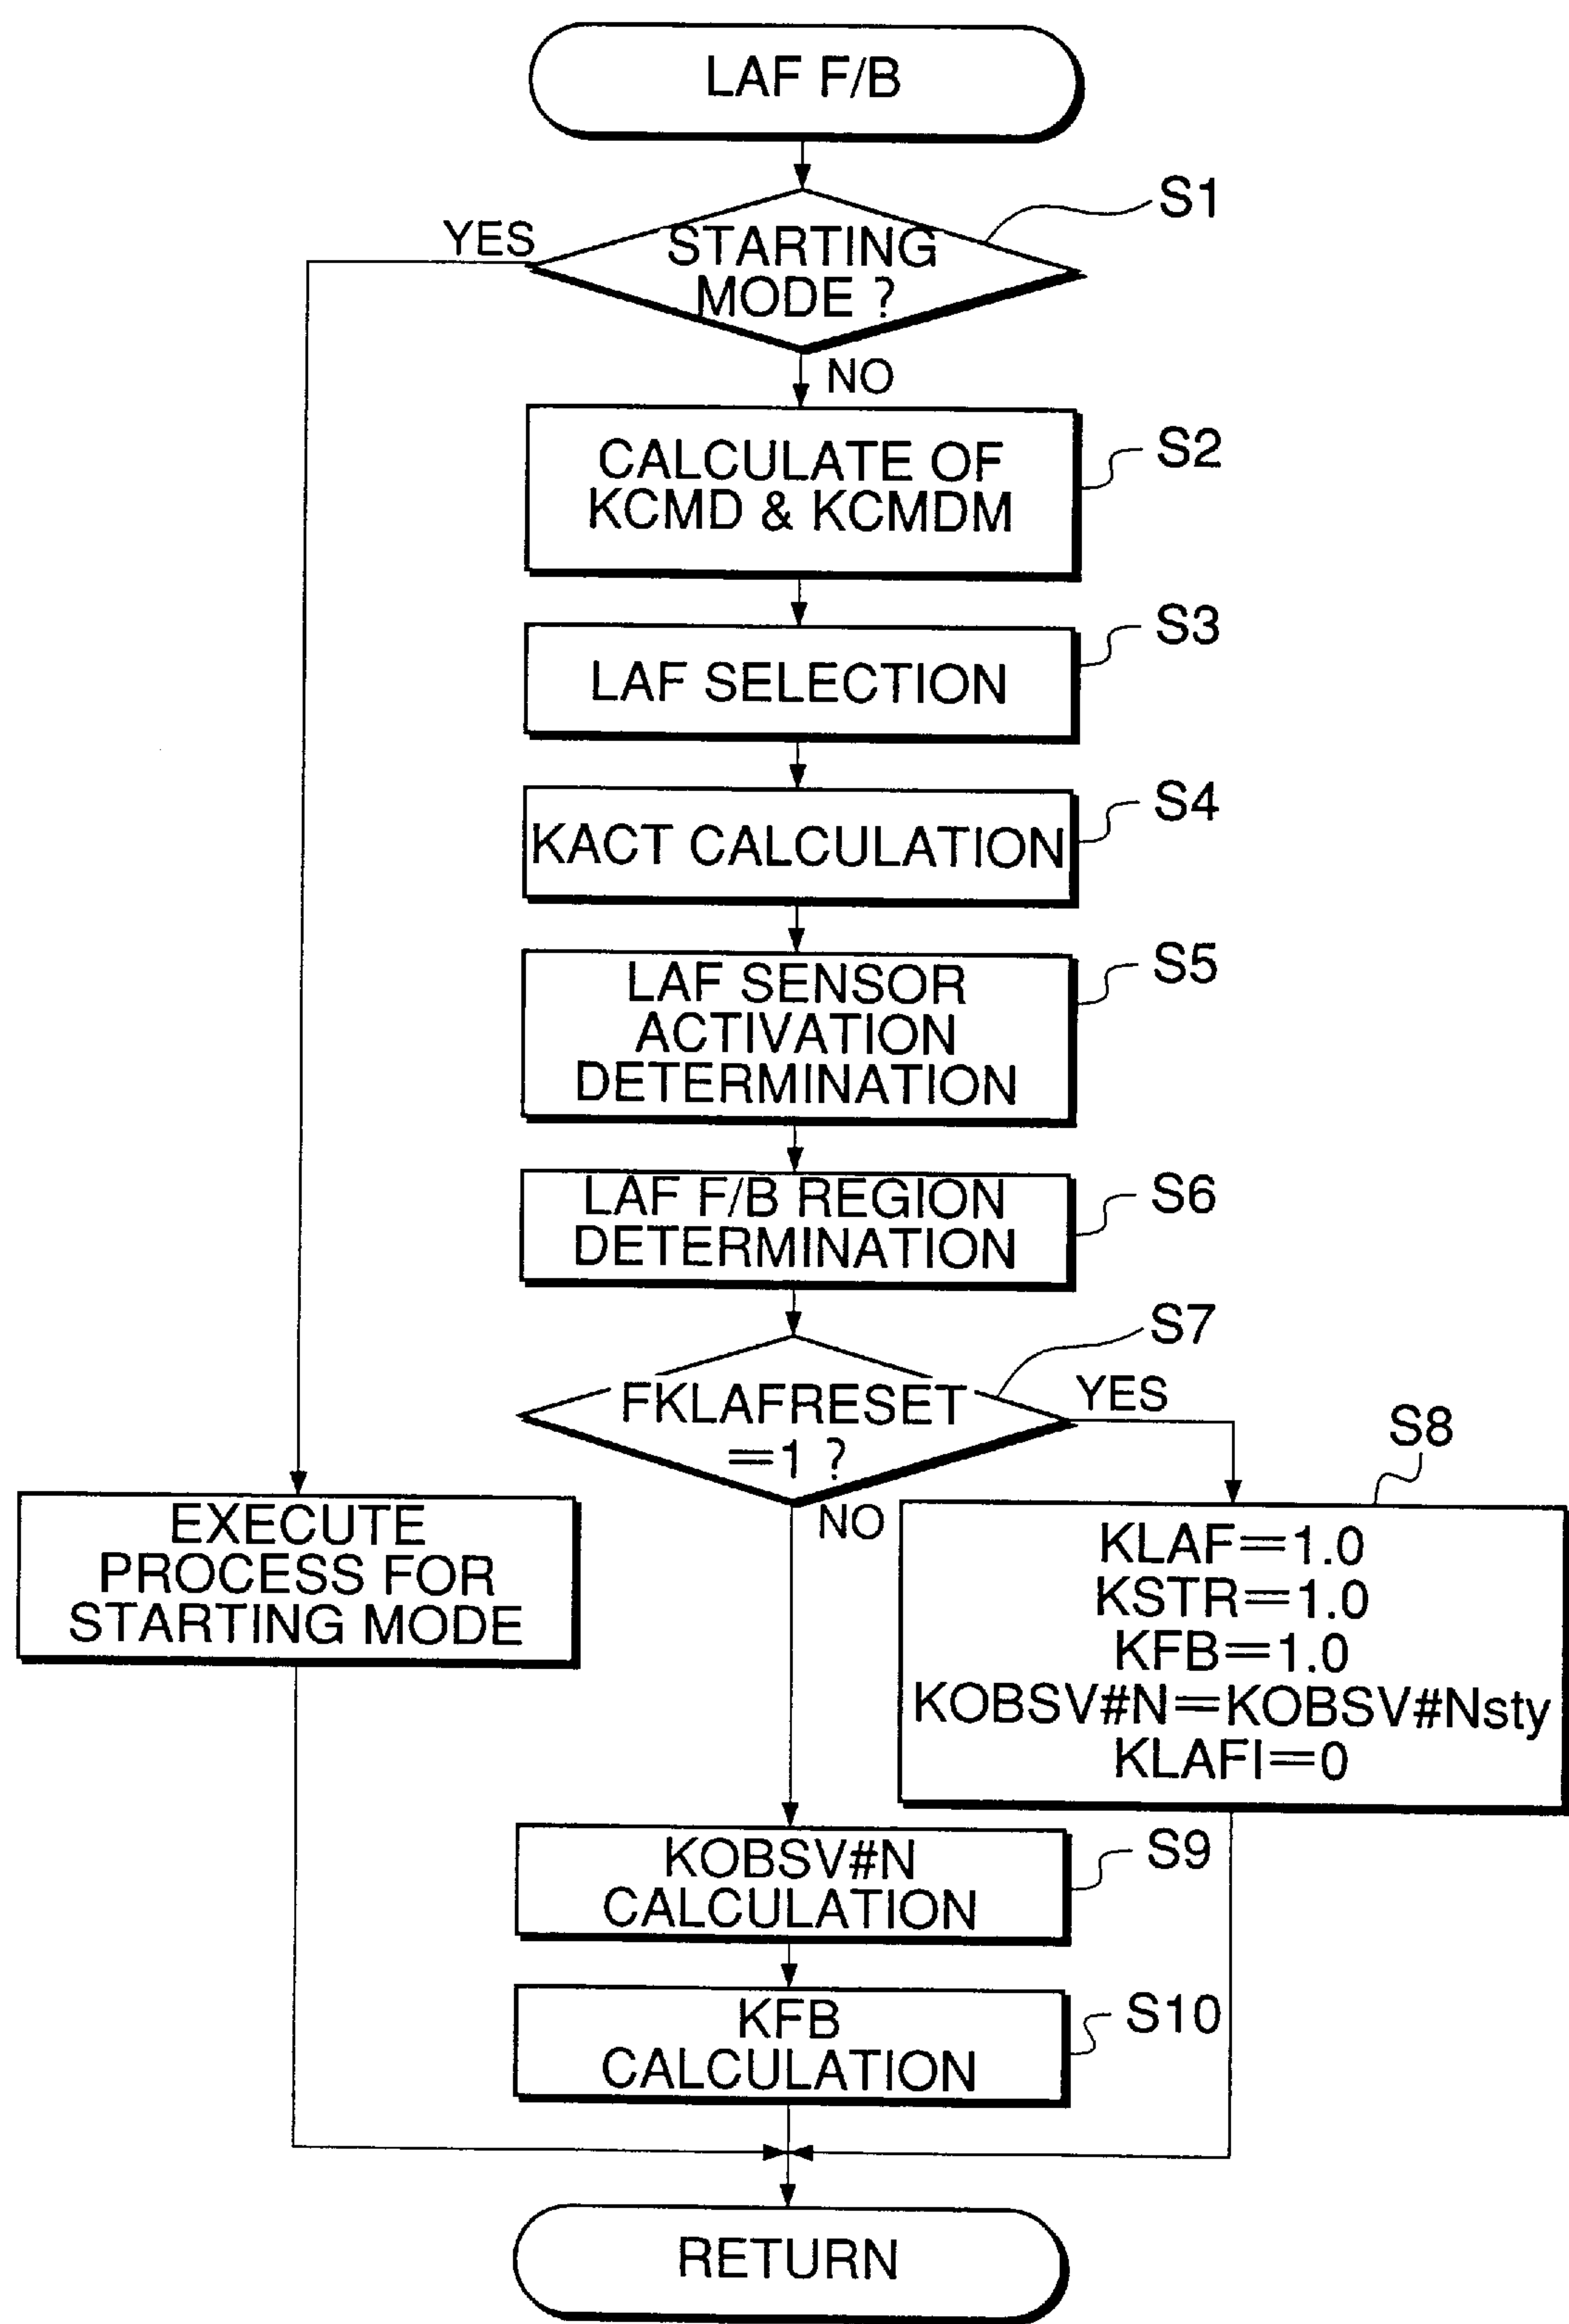 LAF F/B
S1
YES
STARTING
MODE ?
NO
S2
CALCULATE OF
KCMD & KCMDM
S3
LAF SELECTION
S4
KACT CALCULATION
S5
LAF SENSOR
ACTIVATION
DETERMINATION
S6
LAF F/B REGION
DETERMINATION
S7
FKLAFRESET
=1 ?
YES
NO
S8
EXECUTE
PROCESS FOR
STARTING MODE
KLAF=1.0
KSTR=1.0
KFB=1.0
KOBSV#N=KOBSV#Nsty
KLAFI=0
S9
KOBSV#N
CALCULATION
S10
KFB
CALCULATION
RETURN